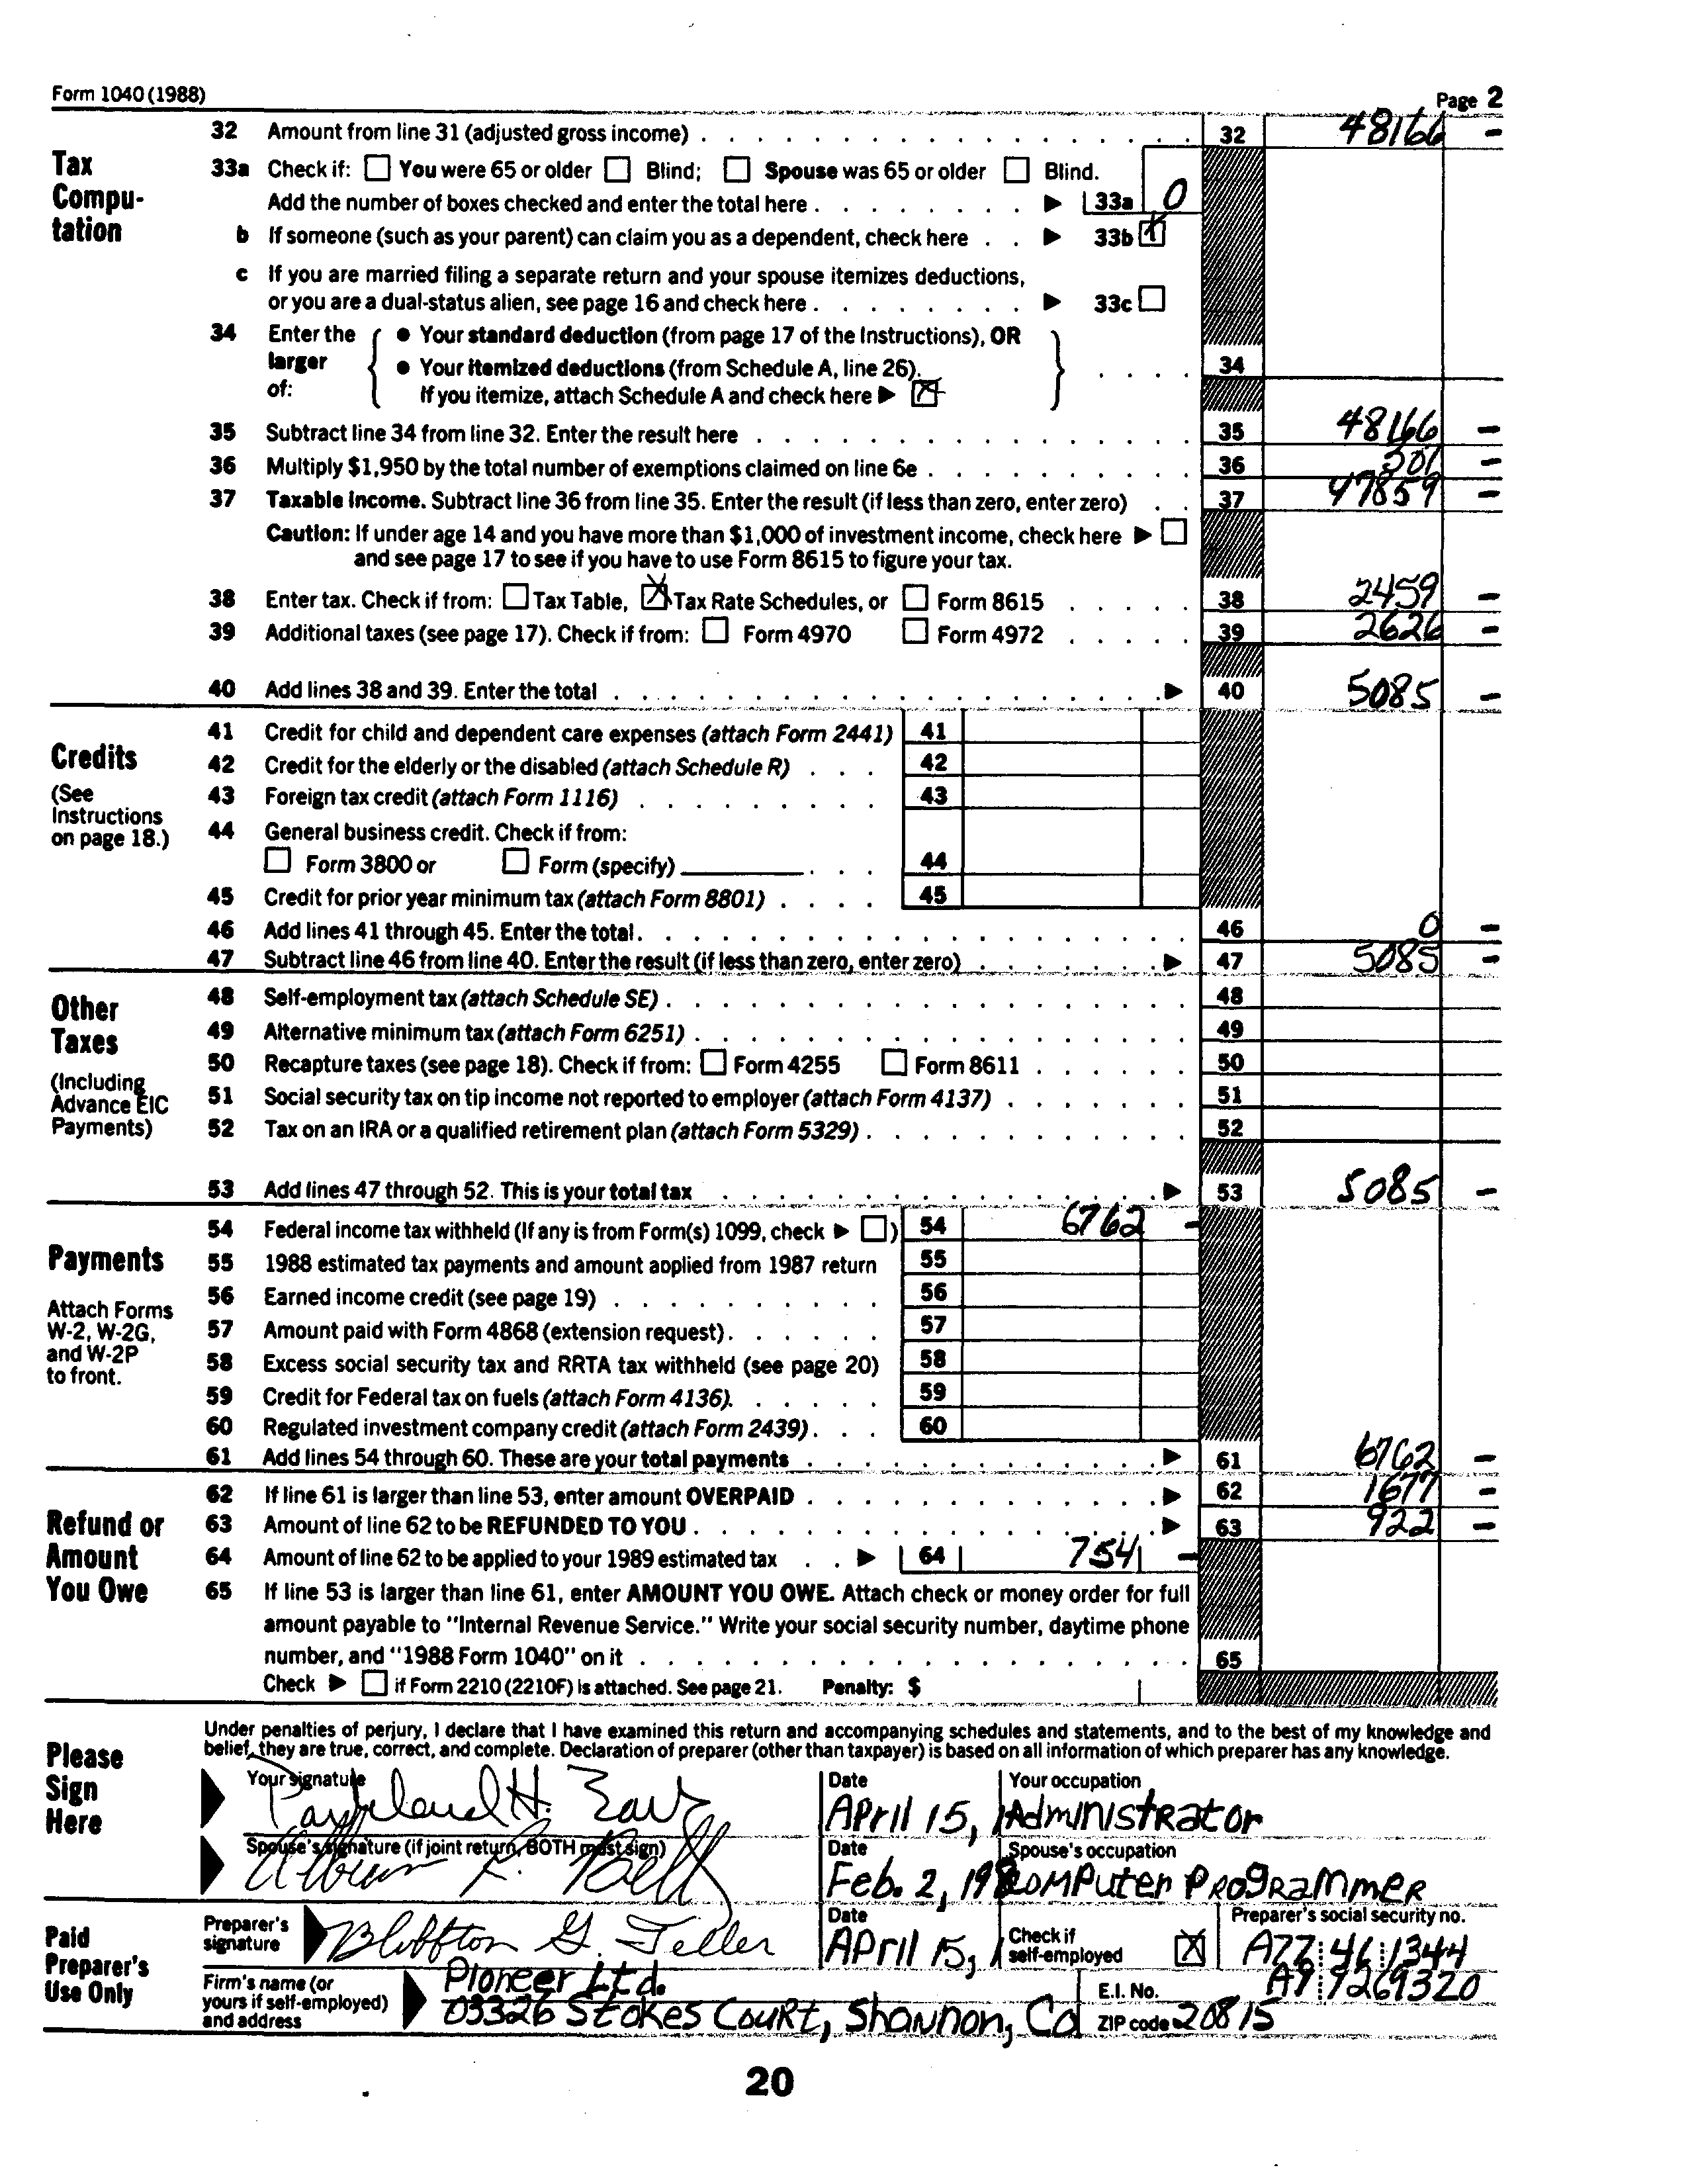 Form 1040 (1988) Page 2
Tax Compu-tation
32 Amount from line 31 (adjusted gross income) 32 48166 -
33a Check if: You were 65 or older Blind; Spouse was 65 or older Blind.
Add the number of boxes checked and enter the total here 33a 0
b If someone (such as your parent) can claim you as a dependent, check here 33b X
c If you are married filing a separate return and your spouse itemizes deductions,
or you are a dual-status alien, see page 16 and check here 33c
34 Enter the larger of:
• Your standard deduction (from page 17 of the Instructions), OR
• Your itemized deductions (from Schedule A, line 26).
If you itemize, attach Schedule A and check here X
34
35 Subtract line 34 from line 32. Enter the result here 35 48166 -
36 Multiply $1,950 by the total number of exemptions claimed on line 6e 36 -
37 Taxable Income. Subtract line 36 from line 35. Enter the result (if less than zero, enter zero) 37 47859 -
Caution: If under age 14 and you have more than $1,000 of investment income, check here
and see page 17 to see if you have to use Form 8615 to figure your tax.
38 Enter tax. Check if from: Tax Table, X Tax Rate Schedules, or Form 8615 38 2459 -
39 Additional taxes (see page 17). Check if from: Form 4970 Form 4972 39 2626 -
40 Add lines 38 and 39. Enter the total 40 5085 -
Credits
(See Instructions on page 18.)
41 Credit for child and dependent care expenses (attach Form 2441) 41
42 Credit for the elderly or the disabled (attach Schedule R) 42
43 Foreign tax credit (attach Form 1116) 43
44 General business credit. Check if from:
Form 3800 or Form (specify) 44
45 Credit for prior year minimum tax (attach Form 8801) 45
46 Add lines 41 through 45. Enter the total. 46 0 -
47 Subtract line 46 from line 40. Enter the result (if less than zero, enter zero) 47 5085 -
Other Taxes
(Including Advance EIC Payments)
48 Self-employment tax (attach Schedule SE) 48
49 Alternative minimum tax (attach Form 6251) 49
50 Recapture taxes (see page 18). Check if from: Form 4255 Form 8611 50
51 Social security tax on tip income not reported to employer (attach Form 4137) 51
52 Tax on an IRA or a qualified retirement plan (attach Form 5329) 52
53 Add lines 47 through 52. This is your total tax 53 5085 -
Payments
Attach Forms W-2, W-2G, and W-2P to front.
54 Federal income tax withheld (If any is from Form(s) 1099, check ) 54 6762 -
55 1988 estimated tax payments and amount applied from 1987 return 55
56 Earned income credit (see page 19) 56
57 Amount paid with Form 4868 (extension request) 57
58 Excess social security tax and RRTA tax withheld (see page 20) 58
59 Credit for Federal tax on fuels (attach Form 4136) 59
60 Regulated investment company credit (attach Form 2439) 60
61 Add lines 54 through 60. These are your total payments 61 6762 -
Refund or Amount You Owe
62 If line 61 is larger than line 53, enter amount OVERPAID 62 1677 -
63 Amount of line 62 to be REFUNDED TO YOU 63 922 -
64 Amount of line 62 to be applied to your 1989 estimated tax 64 754 -
65 If line 53 is larger than line 61, enter AMOUNT YOU OWE. Attach check or money order for full
amount payable to "Internal Revenue Service." Write your social security number, daytime phone
number, and "1988 Form 1040" on it 65
Check if Form 2210 (2210F) is attached. See page 21. Penalty: $
Please Sign Here
Under penalties of perjury, I declare that I have examined this return and accompanying schedules and statements, and to the best of my knowledge and
belief, they are true, correct, and complete. Declaration of preparer (other than taxpayer) is based on all information of which preparer has any knowledge.
Your signature Date Your occupation
H. April 15, Administrator
Spouse's signature (if joint return, BOTH must sign) Date Spouse's occupation
Feb. 2, Computer Programmer
Paid Preparer's Use Only
Preparer's signature Bluffton G. Teller Date April 15, Check if self-employed X Preparer's social security no. A77 46 1344
Firm's name (or yours if self-employed) and address
Pioneer Ltd. E.I. No. A9 9269320
03326 Stokes Court, Shannon, Ca ZIP code 20815
20